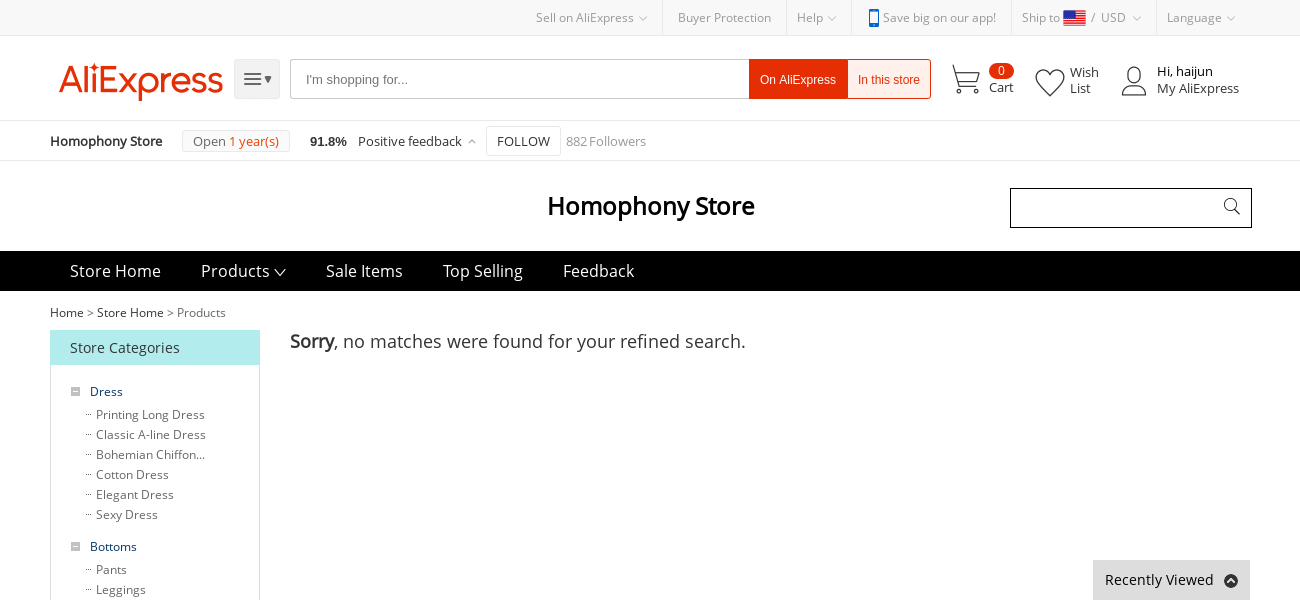 Sell on AliExpress
Buyer Protection
Help
Save big on our app!
Ship to / USD
Language
AliExpress
I'm shopping for...
On AliExpress
In this store
0
Cart
Wish
List
Hi, haijun
My AliExpress
Homophony Store
Open 1 year(s)
91.8% Positive feedback
FOLLOW
882 Followers
Homophony Store
Store Home
Products
Sale Items
Top Selling
Feedback
Home > Store Home > Products
Store Categories
Sorry, no matches were found for your refined search.
Dress
Printing Long Dress
Classic A-line Dress
Bohemian Chiffon...
Cotton Dress
Elegant Dress
Sexy Dress
Bottoms
Pants
Leggings
Recently Viewed